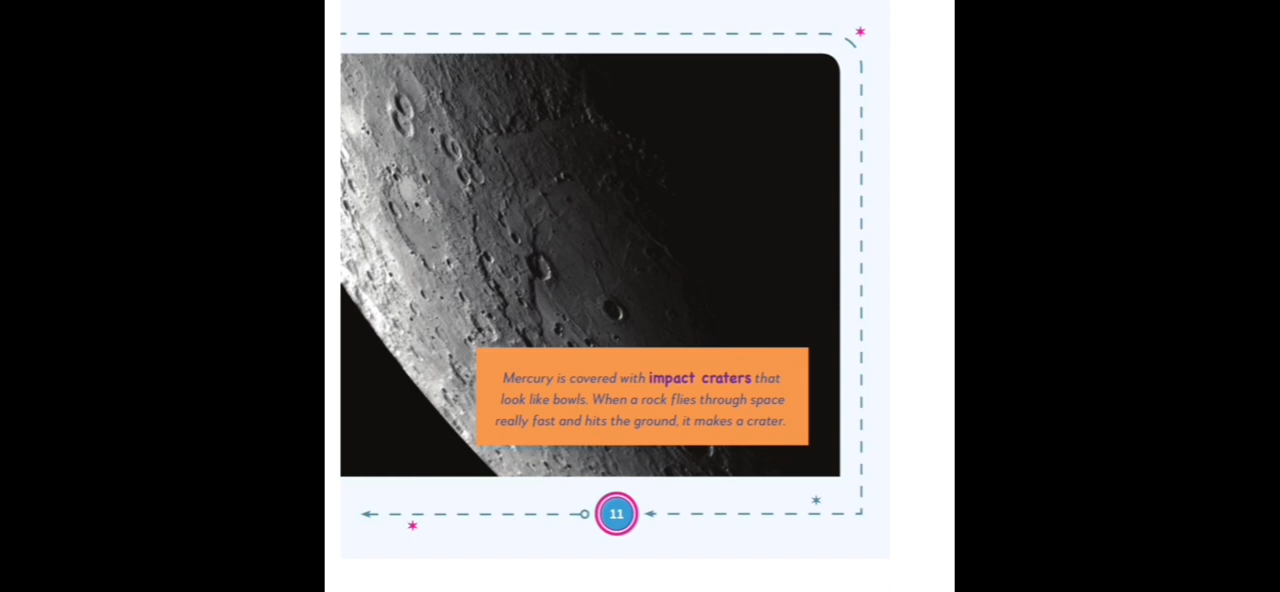 Mercury is covered with impact craters that
look like bowls. When a rock flies through space
really fast and hits the ground, it makes a crater.
11